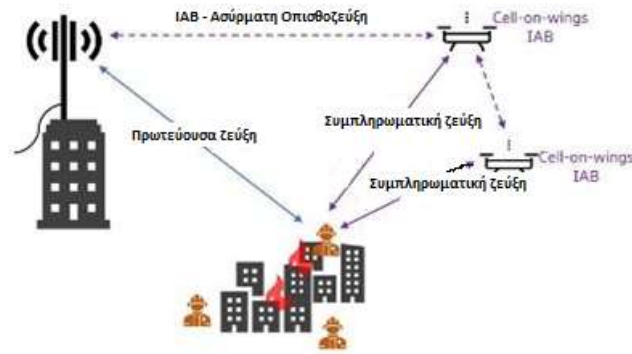 IAB - Ασύρματη Οπισθοζεύξη
Cell-on-wings
IAB
Πρωτεύουσα ζεύξη
Συμπληρωματική ζεύξη
Cell-on-wings
IAB
Συμπληρωματική ζεύξη